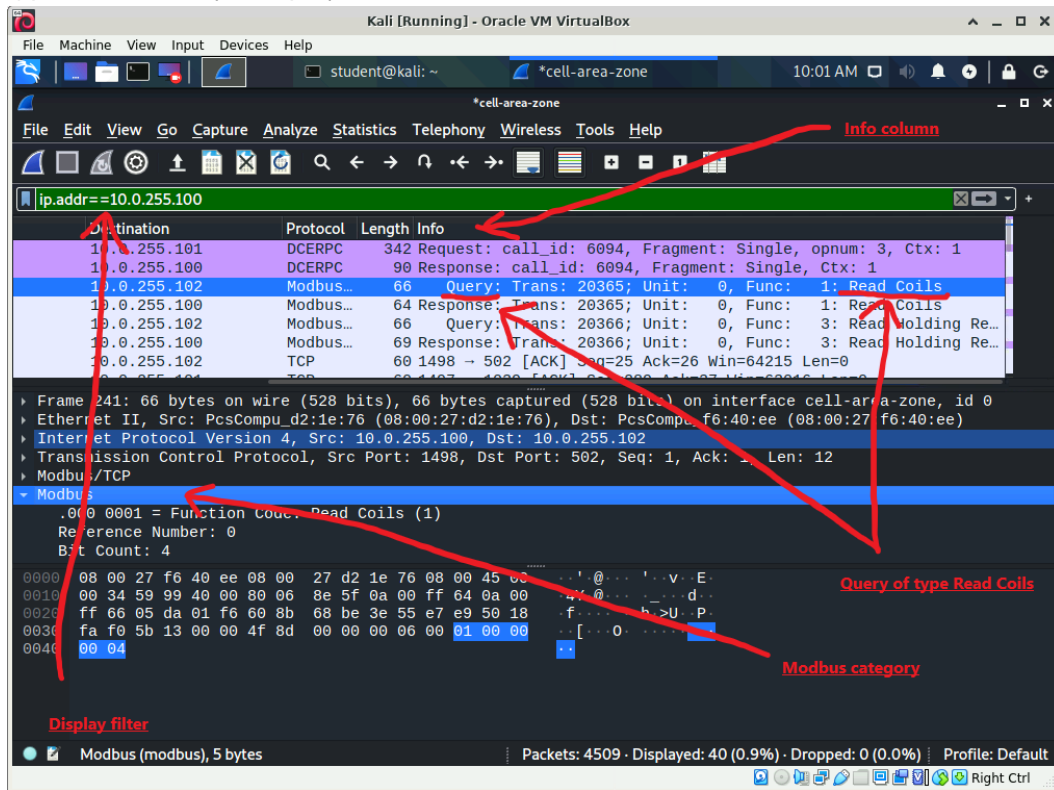 Kali [Running] - Oracle VM VirtualBox
File Machine View Input Devices Help
student@kali: ~ *cell-area-zone 10:01 AM
*cell-area-zone
File Edit View Go Capture Analyze Statistics Telephony Wireless Tools Help
Info column
ip.addr==10.0.255.100
Destination Protocol Length Info
10.0.255.101 DCERPC 342 Request: call_id: 6094, Fragment: Single, opnum: 3, Ctx: 1
10.0.255.100 DCERPC 90 Response: call_id: 6094, Fragment: Single, Ctx: 1
10.0.255.102 Modbus… 66 Query: Trans: 20365; Unit: 0, Func: 1: Read Coils
10.0.255.100 Modbus… 64 Response: Trans: 20365; Unit: 0, Func: 1: Read Coils
10.0.255.102 Modbus… 66 Query: Trans: 20366; Unit: 0, Func: 3: Read Holding Re…
10.0.255.100 Modbus… 69 Response: Trans: 20366; Unit: 0, Func: 3: Read Holding Re…
10.0.255.102 TCP 60 1498 → 502 [ACK] Seq=25 Ack=26 Win=64215 Len=0
Frame 241: 66 bytes on wire (528 bits), 66 bytes captured (528 bits) on interface cell-area-zone, id 0
Ethernet II, Src: PcsCompu_d2:1e:76 (08:00:27:d2:1e:76), Dst: PcsCompu_f6:40:ee (08:00:27:f6:40:ee)
Internet Protocol Version 4, Src: 10.0.255.100, Dst: 10.0.255.102
Transmission Control Protocol, Src Port: 1498, Dst Port: 502, Seq: 1, Ack: 1, Len: 12
Modbus/TCP
Modbus
.000 0001 = Function Code: Read Coils (1)
Reference Number: 0
Bit Count: 4
0000 08 00 27 f6 40 ee 08 00 27 d2 1e 76 08 00 45 00 ··'·@··· '··v··E·
0010 00 34 59 99 40 00 80 06 8e 5f 0a 00 ff 64 0a 00 ·4Y·@··· ·_···d··
0020 ff 66 05 da 01 f6 60 8b 68 be 3e 55 e7 e9 50 18 ·f····`· h·>U··P·
0030 fa f0 5b 13 00 00 4f 8d 00 00 00 06 00 01 00 00 ··[···O· ········
0040 00 04 ··
Query of type Read Coils
Modbus category
Display filter
Modbus (modbus), 5 bytes Packets: 4509 · Displayed: 40 (0.9%) · Dropped: 0 (0.0%) Profile: Default
Right Ctrl